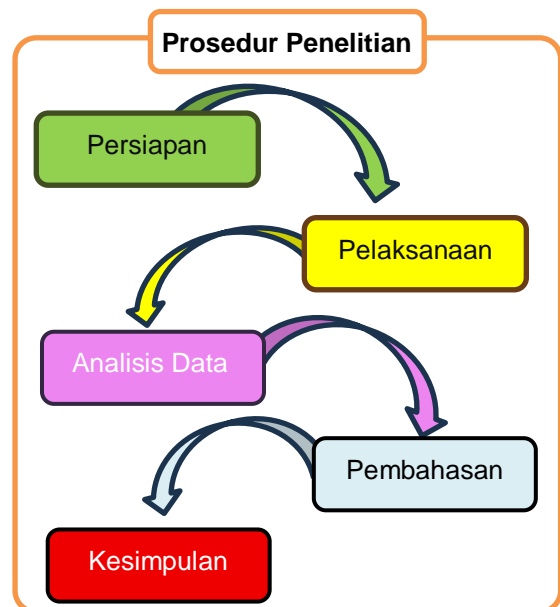 Prosedur Penelitian
Persiapan
Pelaksanaan
Analisis Data
Pembahasan
Kesimpulan